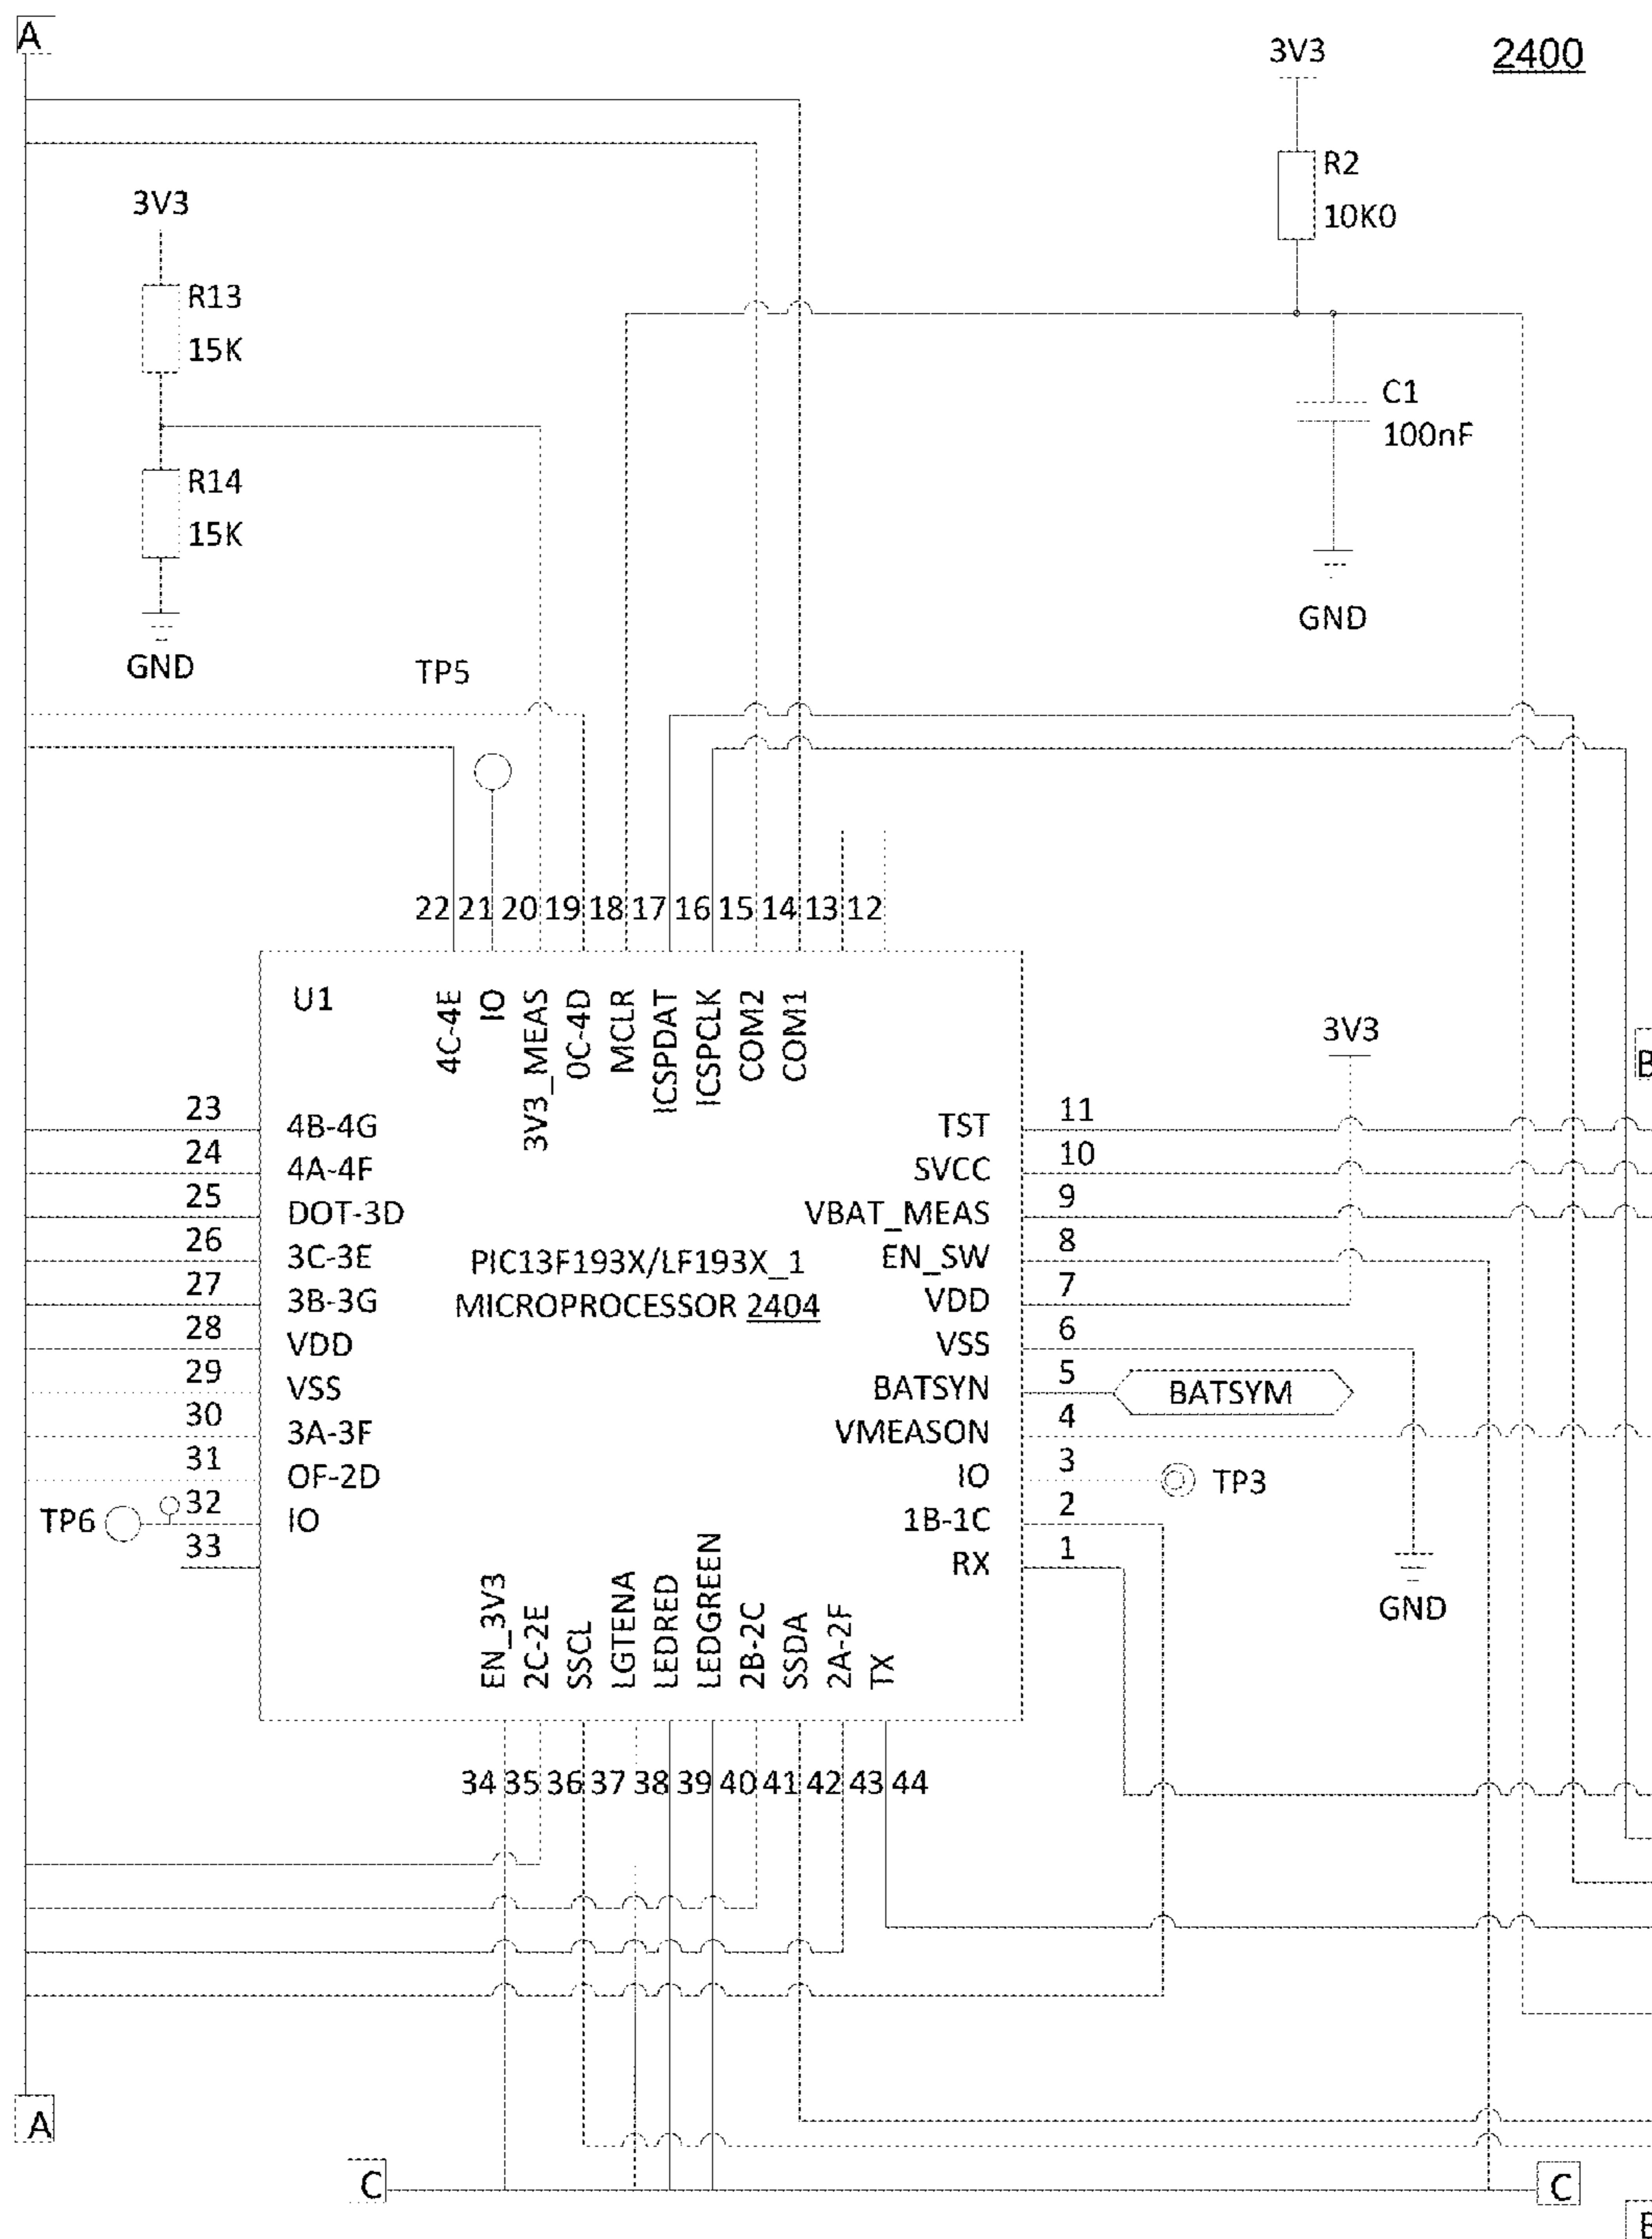 A
2400
3V3
R2
10K0
3V3
R13
15K
C1
100nF
R14
15K
GND
GND
TP5
22 21 20 19 18 17 16 15 14 13 12
U1
4C-4E
IO
3V3_MEAS
0C-4D
MCLR
ICSPDAT
ICSPCLK
COM2
COM1
3V3
B
23 4B-4G
24 4A-4F
25 DOT-3D
26 3C-3E
27 3B-3G
28 VDD
29 VSS
30 3A-3F
31 OF-2D
TP6 32 IO
33
PIC13F193X/LF193X_1
MICROPROCESSOR 2404
TST 11
SVCC 10
VBAT_MEAS 9
EN_SW 8
VDD 7
VSS 6
BATSYN 5 BATSYM
VMEASON 4
IO 3 TP3
1B-1C 2
RX 1
GND
EN_3V3
2C-2E
SSCL
LGTENA
LEDRED
LEDGREEN
2B-2C
SSDA
2A-2F
TX
34 35 36 37 38 39 40 41 42 43 44
A
C
C